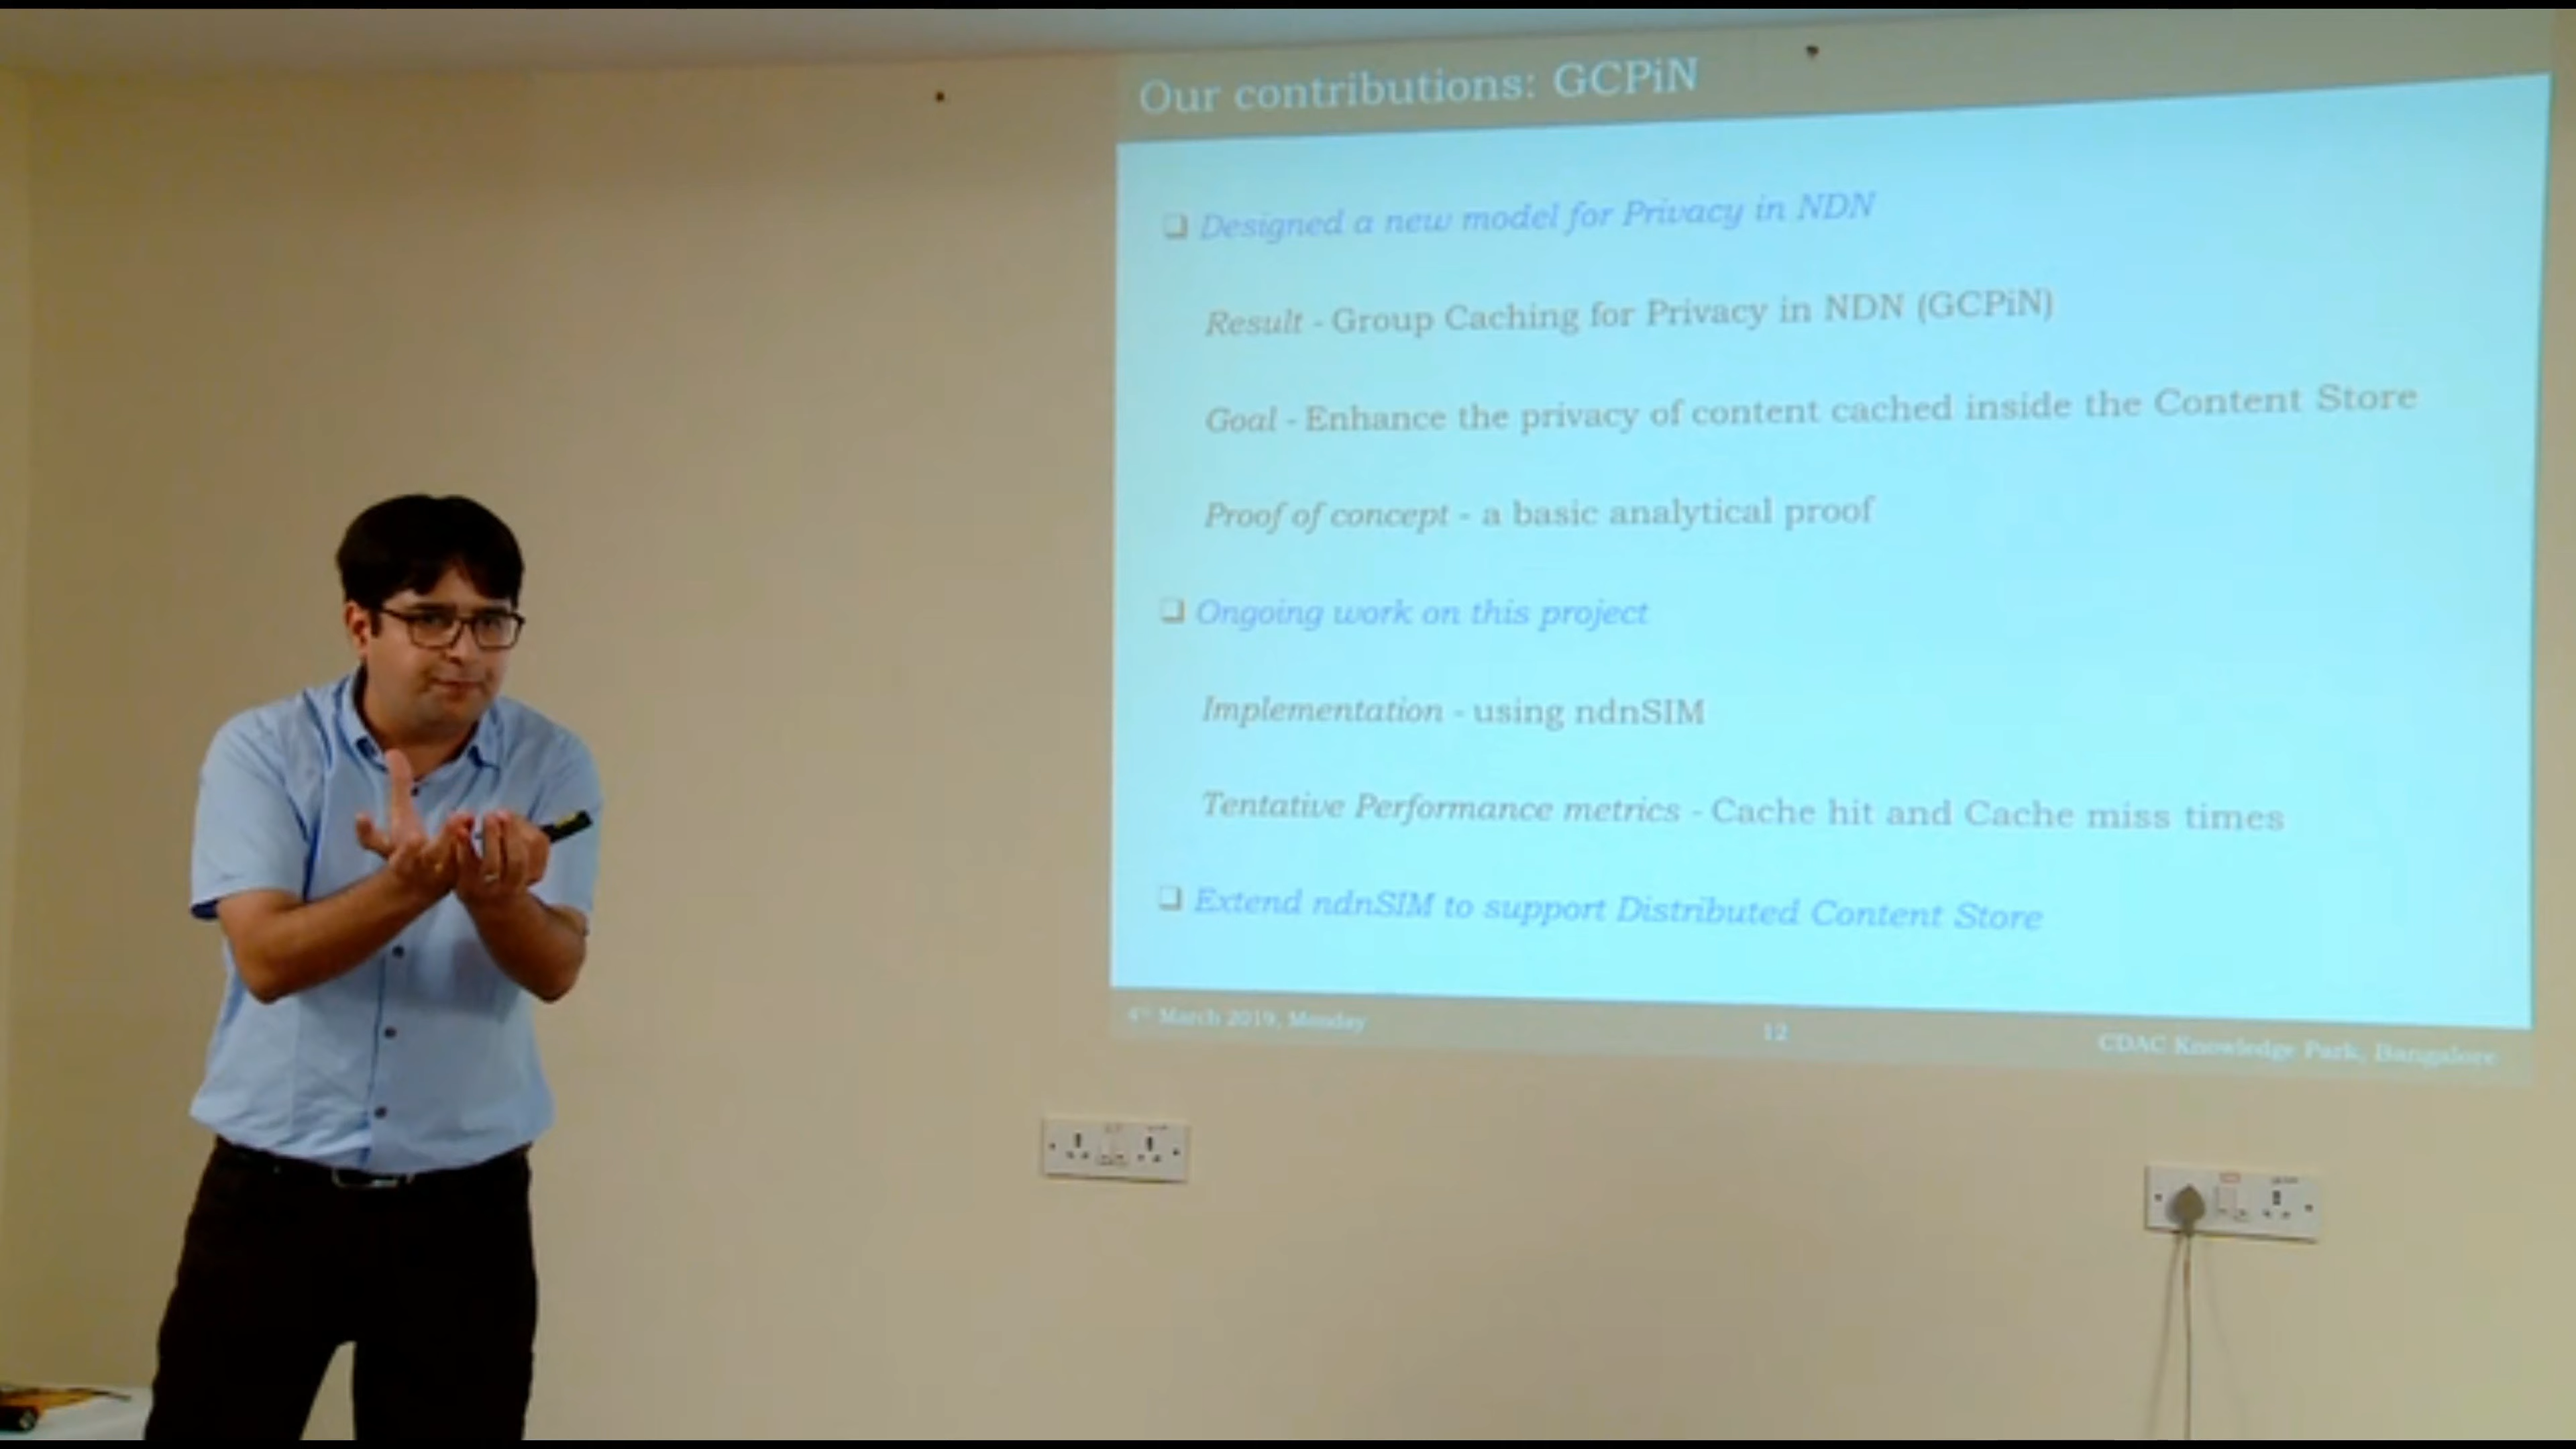 Our contributions: GCPiN
❑ Designed a new model for Privacy in NDN
Result - Group Caching for Privacy in NDN (GCPiN)
Goal - Enhance the privacy of content cached inside the Content Store
Proof of concept - a basic analytical proof
❑ Ongoing work on this project
Implementation - using ndnSIM
Tentative Performance metrics - Cache hit and Cache miss times
❑ Extend ndnSIM to support Distributed Content Store
4th March 2019, Monday 12 CDAC Knowledge Park, Bangalore